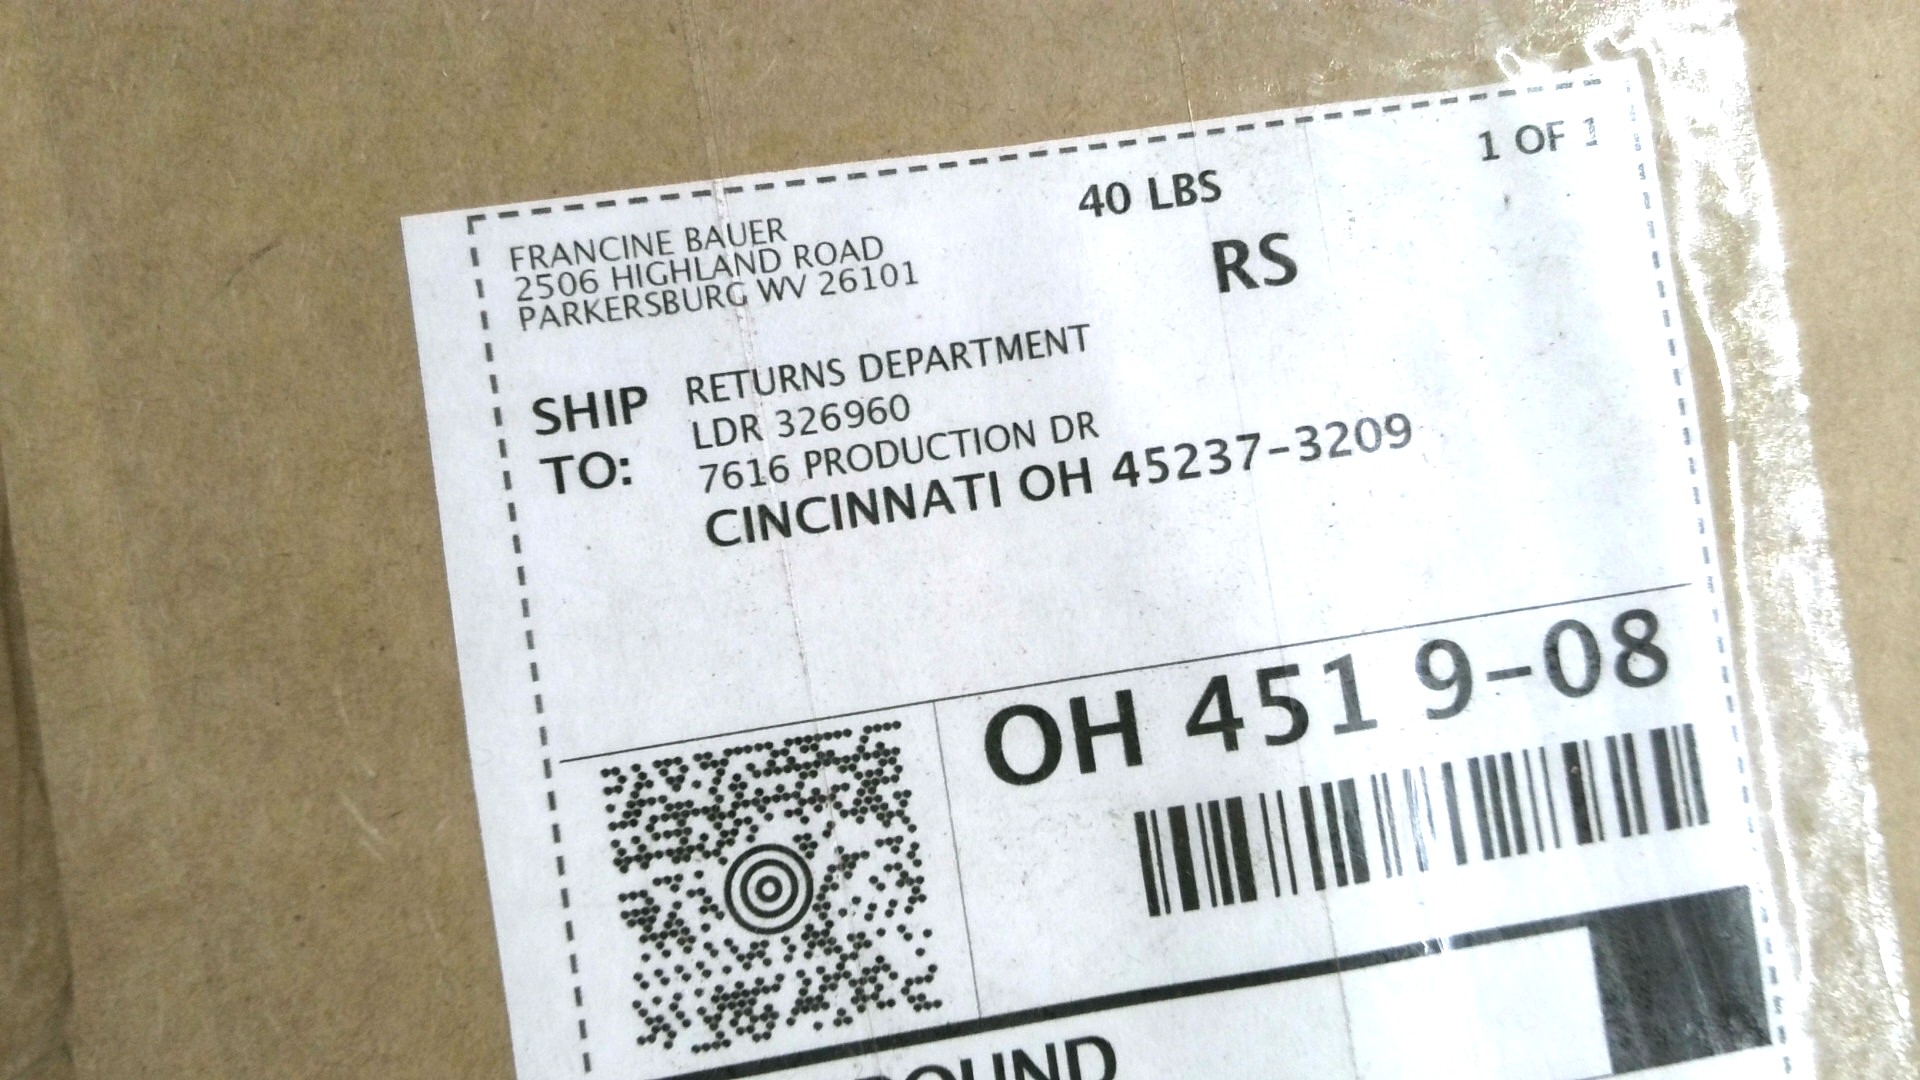 1 OF 1
40 LBS
RS
FRANCINE BAUER
2506 HIGHLAND ROAD
PARKERSBURG WV 26101
SHIP TO:
RETURNS DEPARTMENT
LDR 326960
7616 PRODUCTION DR
CINCINNATI OH 45237-3209
OH 451 9-08